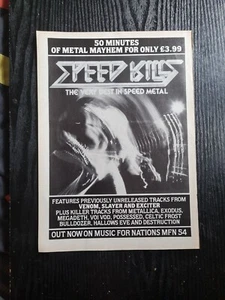 50 MINUTES
OF METAL MAYHEM FOR ONLY £3.99
SPEED KILLS
THE VERY BEST IN SPEED METAL
FEATURES PREVIOUSLY UNRELEASED TRACKS FROM
VENOM, SLAYER AND EXCITER
PLUS KILLER TRACKS FROM METALLICA, EXODUS,
MEGADETH, VOI VOD, POSSESSED, CELTIC FROST
BULLDOZER, HALLOWS EVE AND DESTRUCTION
OUT NOW ON MUSIC FOR NATIONS MFN 54